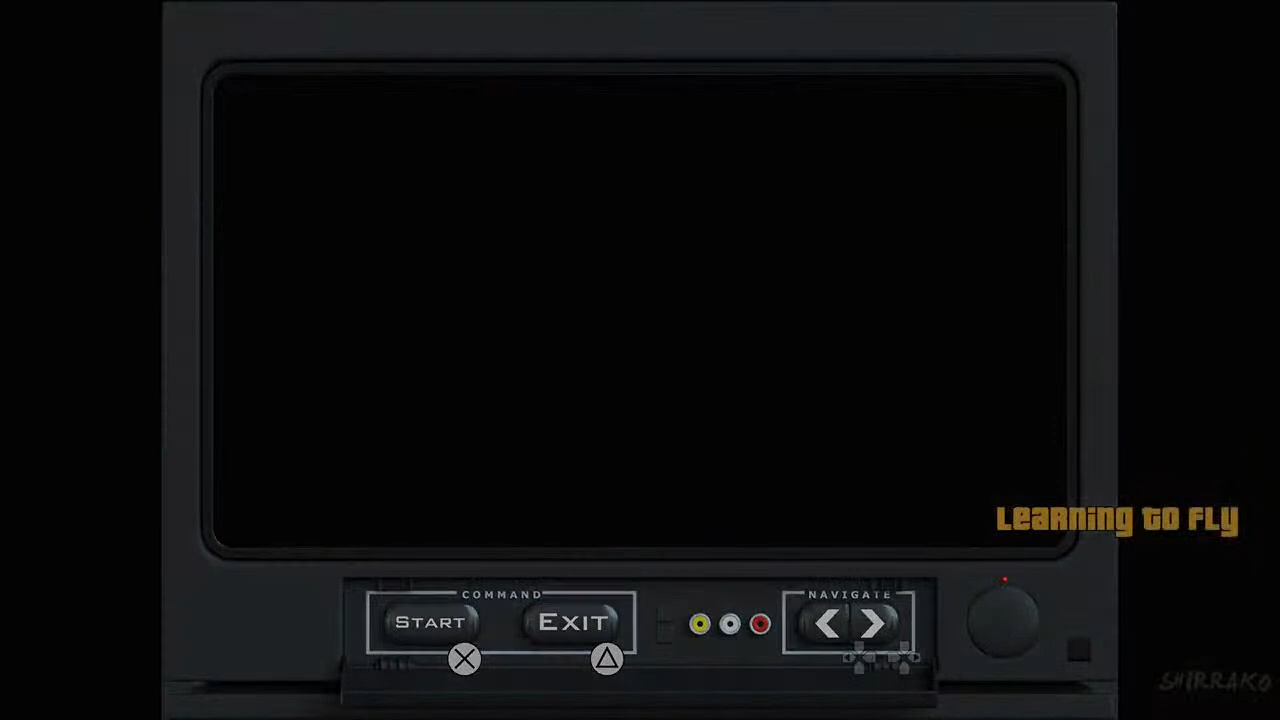 Learning to Fly
COMMAND
NAVIGATE
START
EXIT
SHIRRAKO